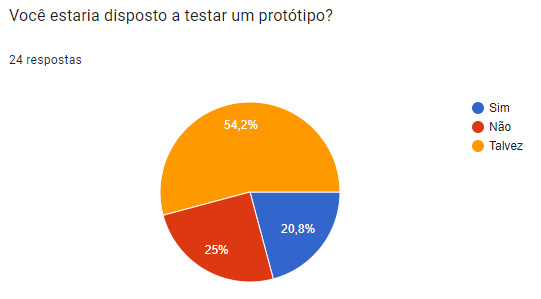 Você estaria disposto a testar um protótipo?
24 respostas
54,2%
25%
20,8%
Sim
Não
Talvez